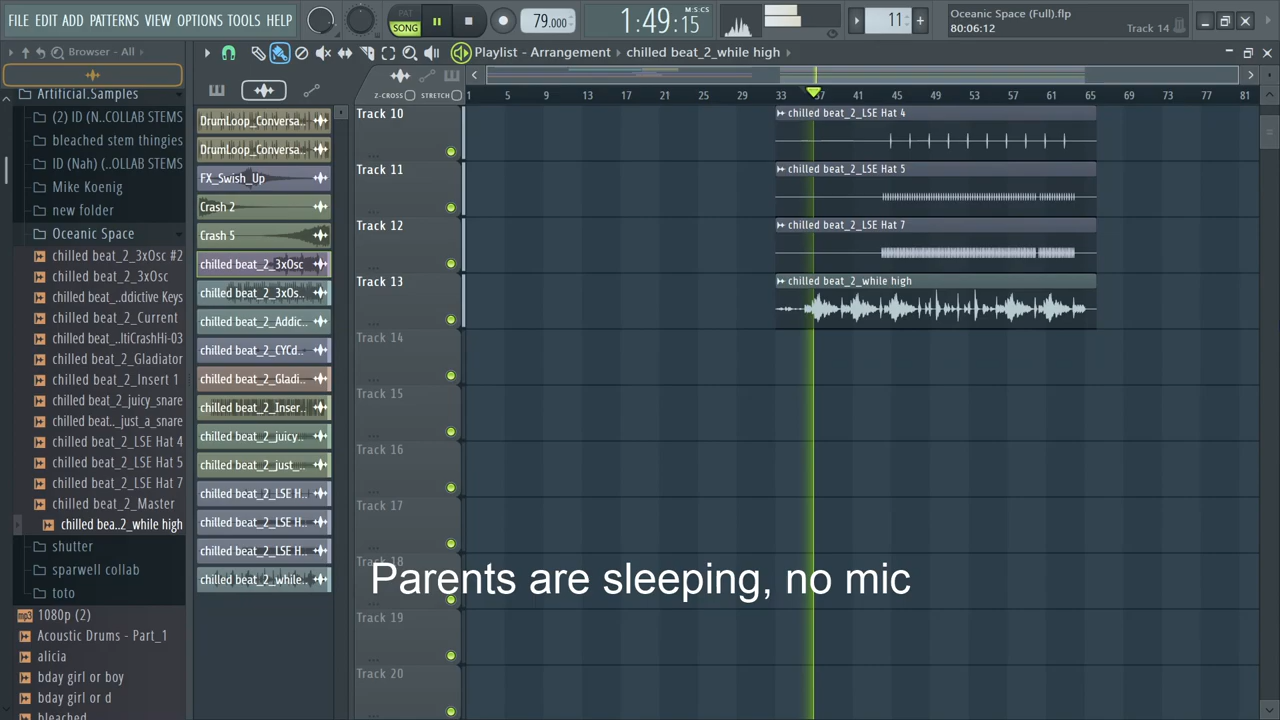 FILE EDIT ADD PATTERNS VIEW OPTIONS TOOLS HELP
PAT
SONG
79.000
1:49:15
M:S:CS
11
Oceanic Space (Full).flp
80:06:12
Track 14
Browser - All
Playlist - Arrangement › chilled beat_2_while high ›
Artificial.Samples
(2) ID (N..COLLAB STEMS
bleached stem thingies
ID (Nah) (..OLLAB STEMS
Mike Koenig
new folder
Oceanic Space
chilled beat_2_3xOsc #2
chilled beat_2_3xOsc
chilled beat_..ddictive Keys
chilled beat_2_Current
chilled beat_..ltiCrashHi-03
chilled beat_2_Gladiator
chilled beat_2_Insert 1
chilled beat_2_juicy_snare
chilled beat_..just_a_snare
chilled beat_2_LSE Hat 4
chilled beat_2_LSE Hat 5
chilled beat_2_LSE Hat 7
chilled beat_2_Master
chilled bea..2_while high
shutter
sparwell collab
toto
1080p (2)
Acoustic Drums - Part_1
alicia
bday girl or boy
bday girl or d
bleached
DrumLoop_Conversa..
DrumLoop_Conversa..
FX_Swish_Up
Crash 2
Crash 5
chilled beat_2_3xOsc
chilled beat_2_3xOs..
chilled beat_2_Addic..
chilled beat_2_CYCd..
chilled beat_2_Gladi..
chilled beat_2_Inser..
chilled beat_2_juicy..
chilled beat_2_just_..
chilled beat_2_LSE H..
chilled beat_2_LSE H..
chilled beat_2_LSE H..
chilled beat_2_while..
Z-CROSS STRETCH
1 5 9 13 17 21 25 29 33 37 41 45 49 53 57 61 65 69 73 77 81
Track 10
chilled beat_2_LSE Hat 4
Track 11
chilled beat_2_LSE Hat 5
Track 12
chilled beat_2_LSE Hat 7
Track 13
chilled beat_2_while high
Track 14
Track 15
Track 16
Track 17
Track 18
Parents are sleeping, no mic
Track 19
Track 20